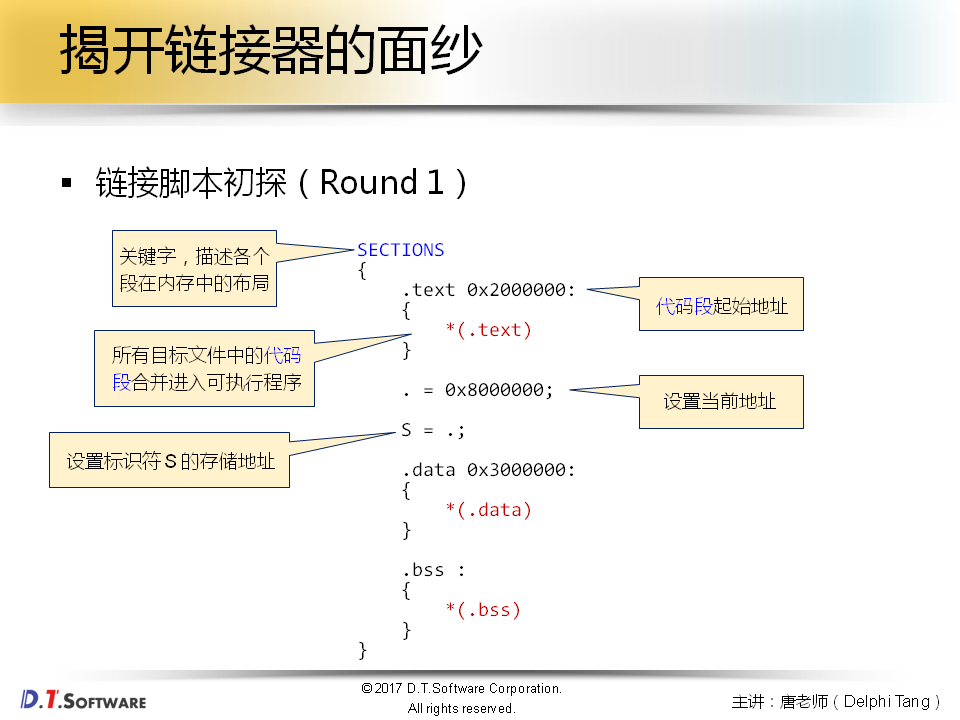 揭开链接器的面纱
▪ 链接脚本初探（Round 1）
关键字，描述各个
段在内存中的布局
SECTIONS
{
.text 0x2000000:
代码段起始地址
{
*(.text)
}
所有目标文件中的代码
段合并进入可执行程序
. = 0x8000000;
设置当前地址
S = .;
设置标识符S的存储地址
.data 0x3000000:
{
*(.data)
}
.bss :
{
*(.bss)
}
}
D.T.SOFTWARE
©2017 D.T.Software Corporation.
All rights reserved.
主讲：唐老师（Delphi Tang）